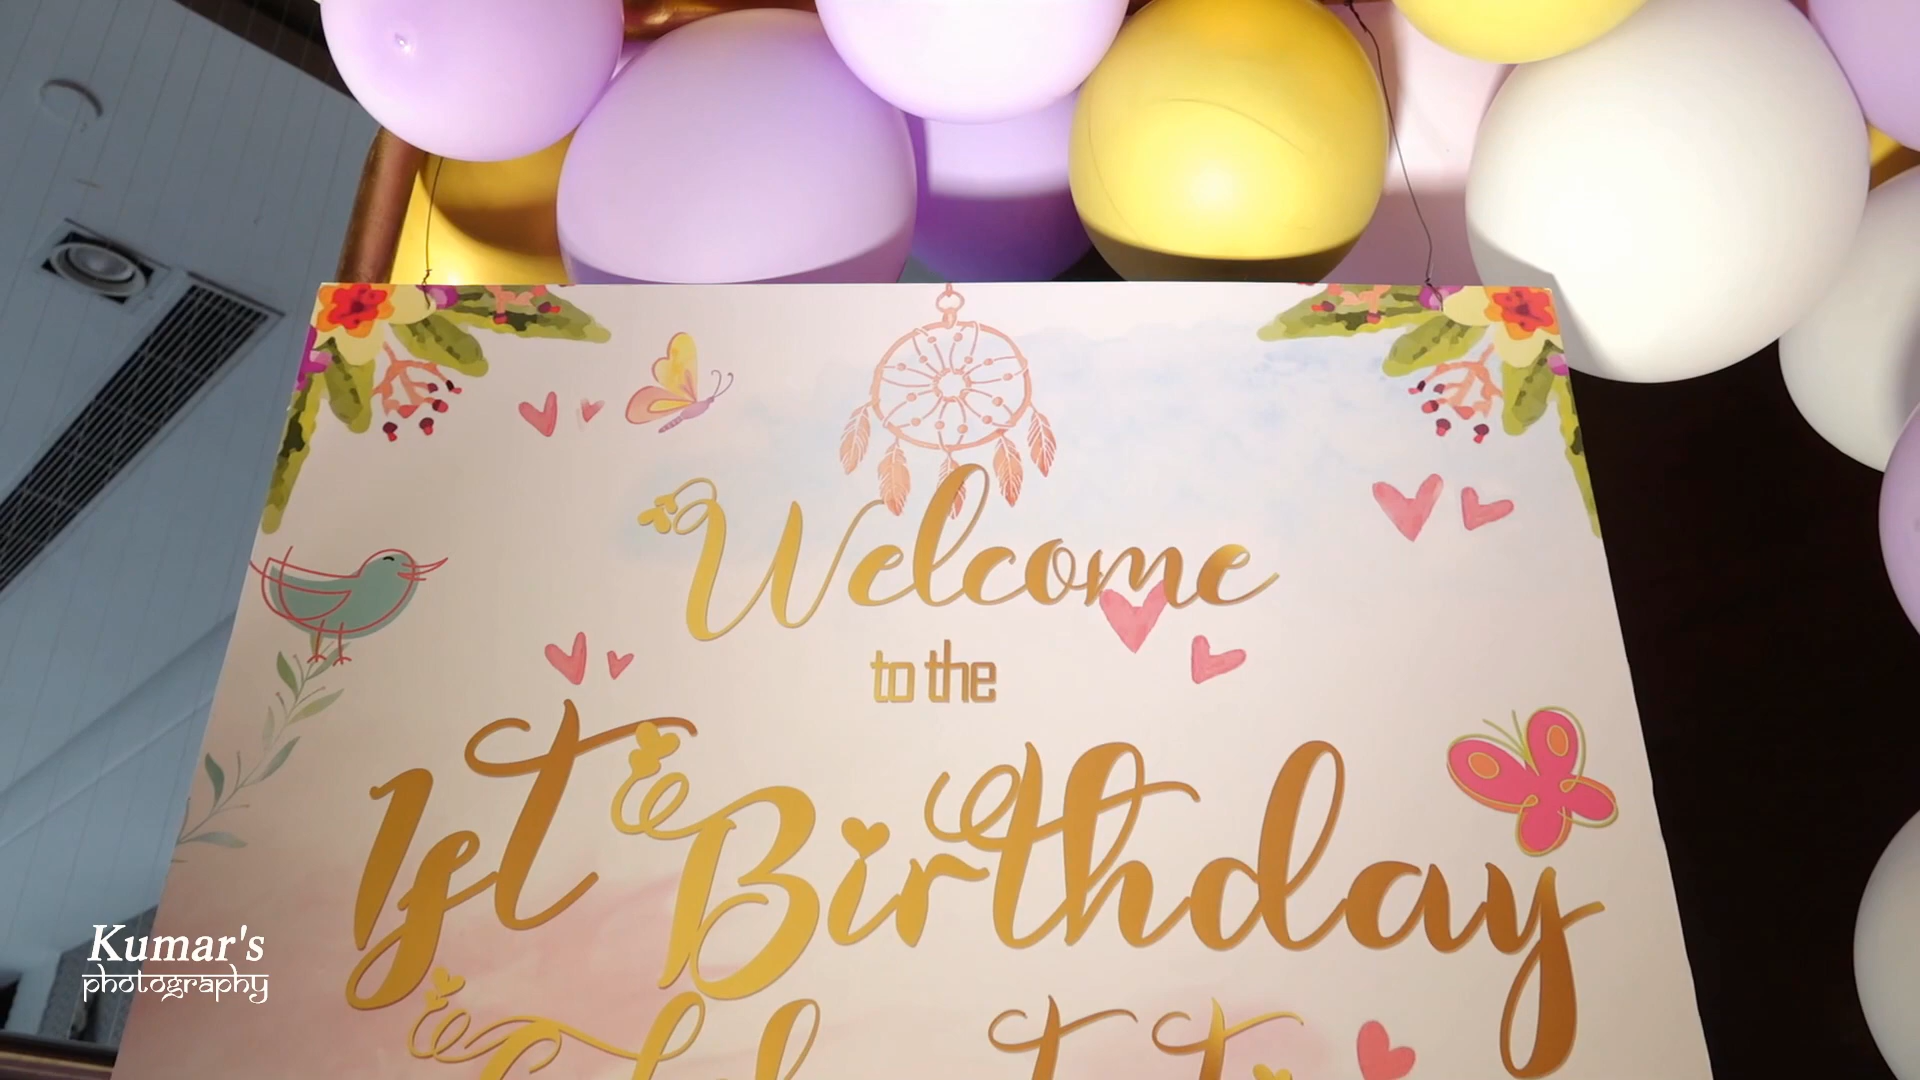 Welcome
to the
1st Birthday
Kumar's
photography